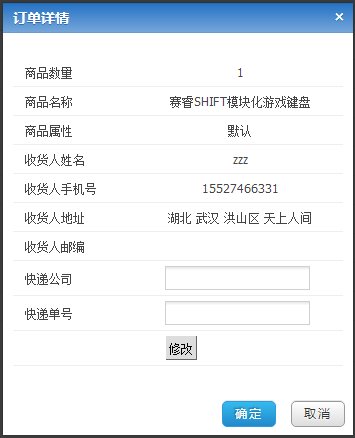 订单详情 ×
商品数量 1
商品名称 赛睿SHIFT模块化游戏键盘
商品属性 默认
收货人姓名 zzz
收货人手机号 15527466331
收货人地址 湖北 武汉 洪山区 天上人间
收货人邮编
快递公司
快递单号
修改
确定 取消